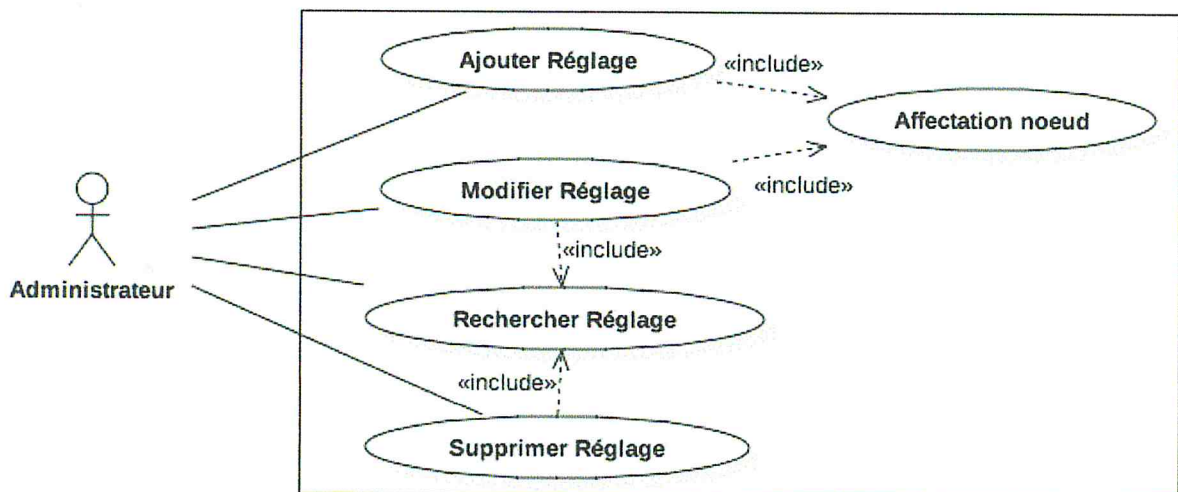 Ajouter Réglage
«include»
Affectation noeud
Modifier Réglage
«include»
«include»
Administrateur
Rechercher Réglage
«include»
Supprimer Réglage